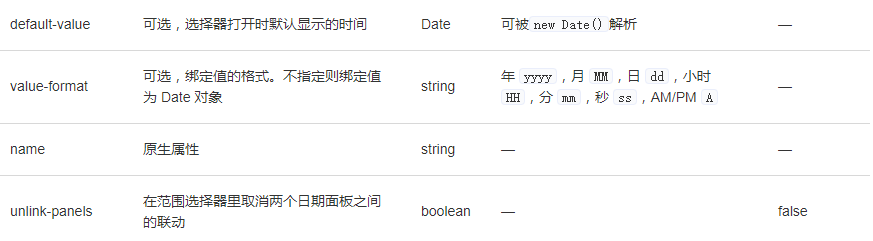 default-value 可选，选择器打开时默认显示的时间 Date 可被 new Date() 解析 —
value-format 可选，绑定值的格式。不指定则绑定值 string 年 yyyy，月 MM，日 dd，小时 —
为 Date 对象 HH，分 mm，秒 ss，AM/PM A
name 原生属性 string — —
unlink-panels 在范围选择器里取消两个日期面板之间 boolean — false
的联动